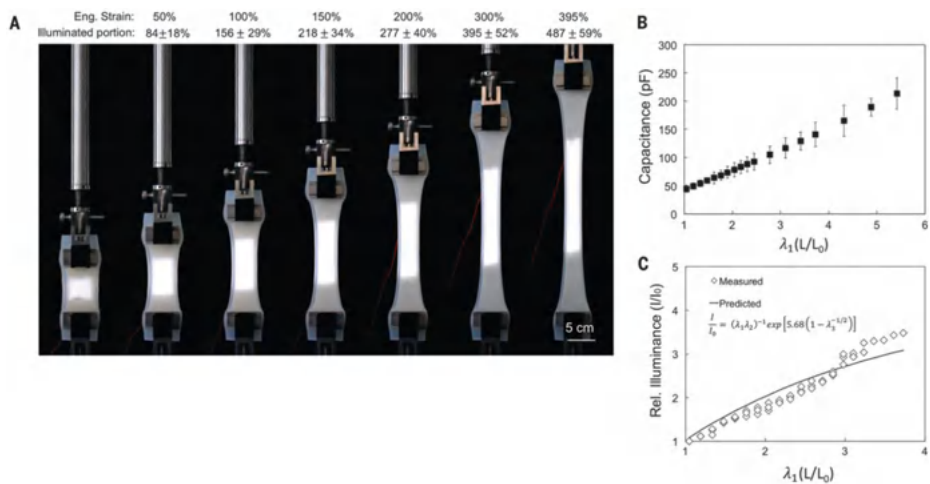 A
Eng. Strain: 50% 100% 150% 200% 300% 395%
Illuminated portion: 84±18% 156 ± 29% 218 ± 34% 277 ± 40% 395 ± 52% 487 ± 59%
5 cm
B
300
250
200
150
100
50
0
Capacitance (pF)
1 2 3 4 5 6
λ₁(L/L₀)
C
5
4
3
2
1
Rel. Illuminance (I/I₀)
Measured
Predicted
I/I₀ = (λ₁λ₂)⁻¹exp[5.68(1 − λ₃⁻¹/²)]
1 2 3 4
λ₁(L/L₀)